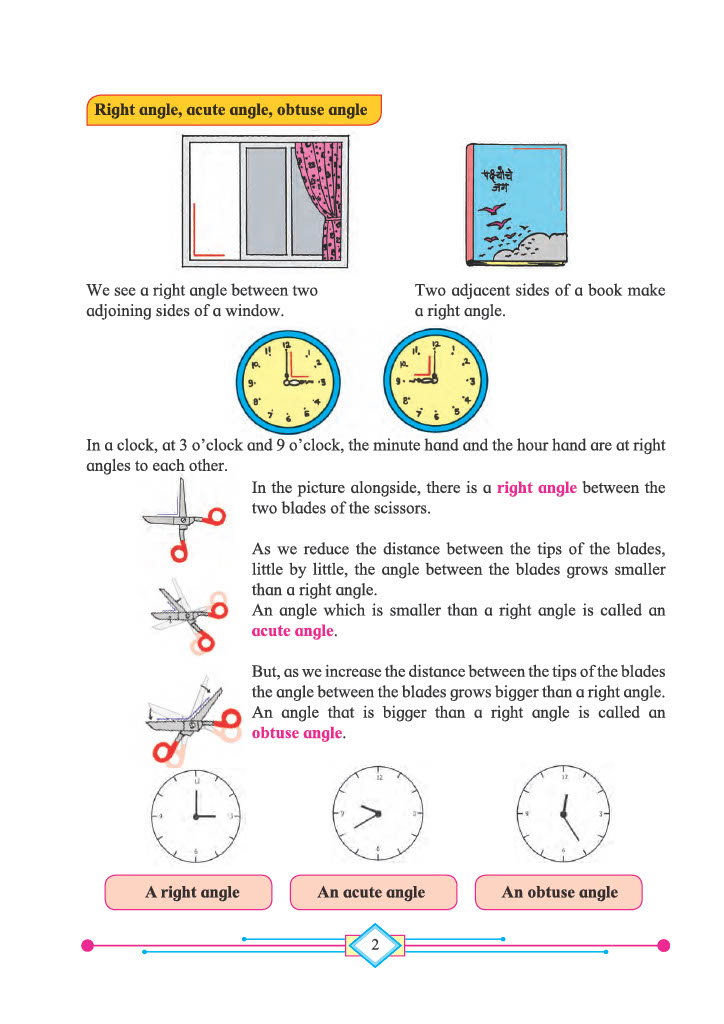 Right angle, acute angle, obtuse angle
पक्ष्यांचे
जग
We see a right angle between two
adjoining sides of a window.
Two adjacent sides of a book make
a right angle.
11 12 1
10 2
9 3
8 4
7 6 5
11 12 1
10 2
9 3
8 4
7 6 5
In a clock, at 3 o’clock and 9 o’clock, the minute hand and the hour hand are at right
angles to each other.
In the picture alongside, there is a right angle between the
two blades of the scissors.
As we reduce the distance between the tips of the blades,
little by little, the angle between the blades grows smaller
than a right angle.
An angle which is smaller than a right angle is called an
acute angle.
But, as we increase the distance between the tips of the blades
the angle between the blades grows bigger than a right angle.
An angle that is bigger than a right angle is called an
obtuse angle.
12
9 3
6
12
9 3
6
12
9 3
6
A right angle
An acute angle
An obtuse angle
2